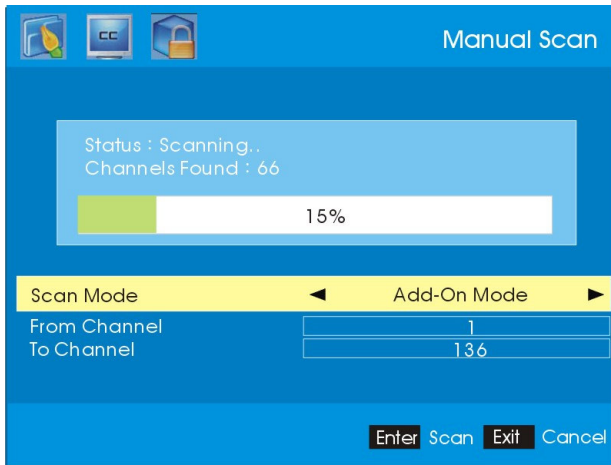 CC
Manual Scan
Status : Scanning..
Channels Found : 66
15%
Scan Mode ◄ Add-On Mode ►
From Channel 1
To Channel 136
Enter Scan Exit Cancel